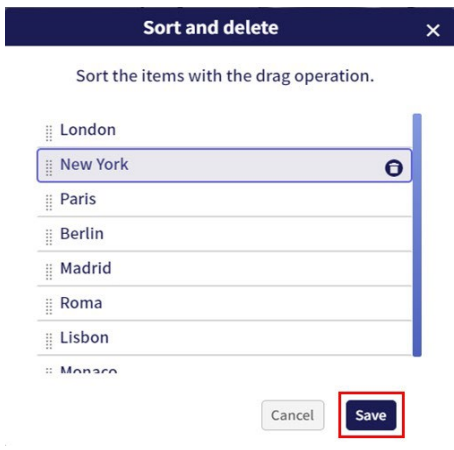 Sort and delete
Sort the items with the drag operation.
London
New York
Paris
Berlin
Madrid
Roma
Lisbon
Monaco
Cancel
Save